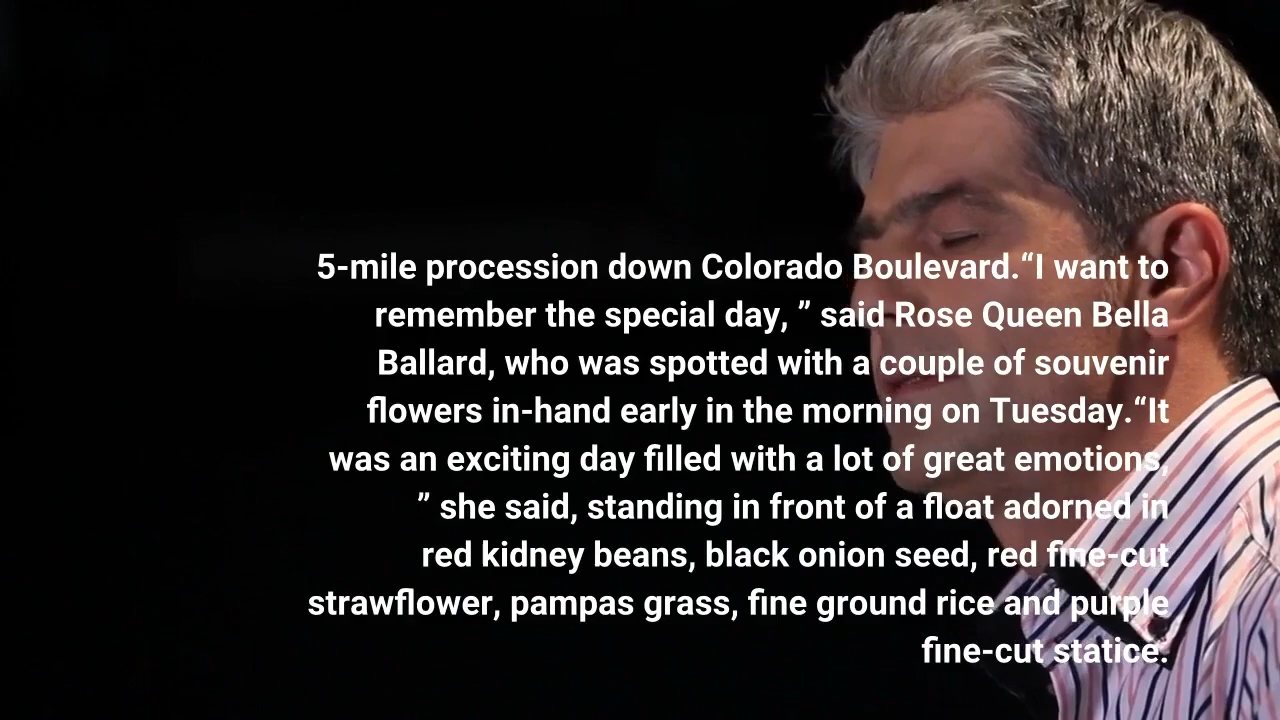 5-mile procession down Colorado Boulevard.“I want to
remember the special day, ” said Rose Queen Bella
Ballard, who was spotted with a couple of souvenir
flowers in-hand early in the morning on Tuesday.“It
was an exciting day filled with a lot of great emotions,
” she said, standing in front of a float adorned in
red kidney beans, black onion seed, red fine-cut
strawflower, pampas grass, fine ground rice and purple
fine-cut statice.